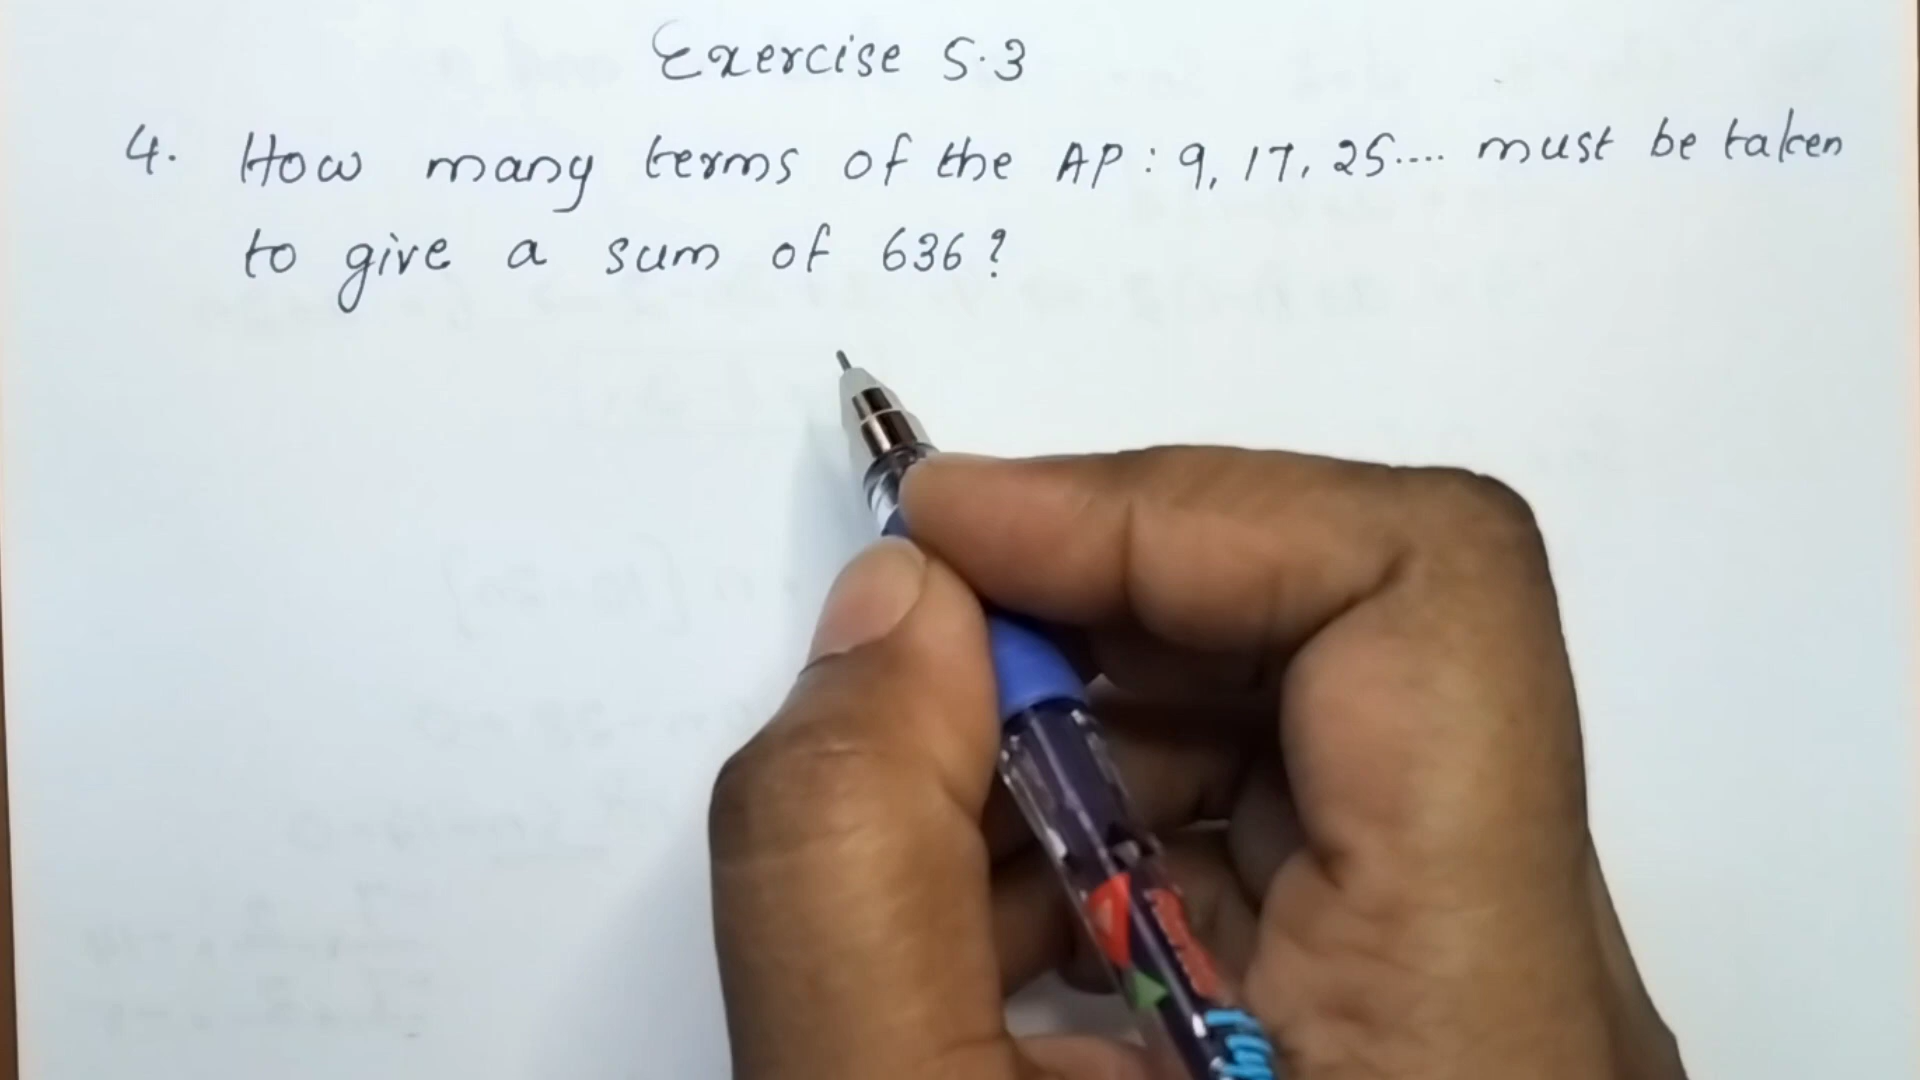 Exercise 5.3
4. How many terms of the AP : 9, 17, 25.... must be taken
to give a sum of 636?